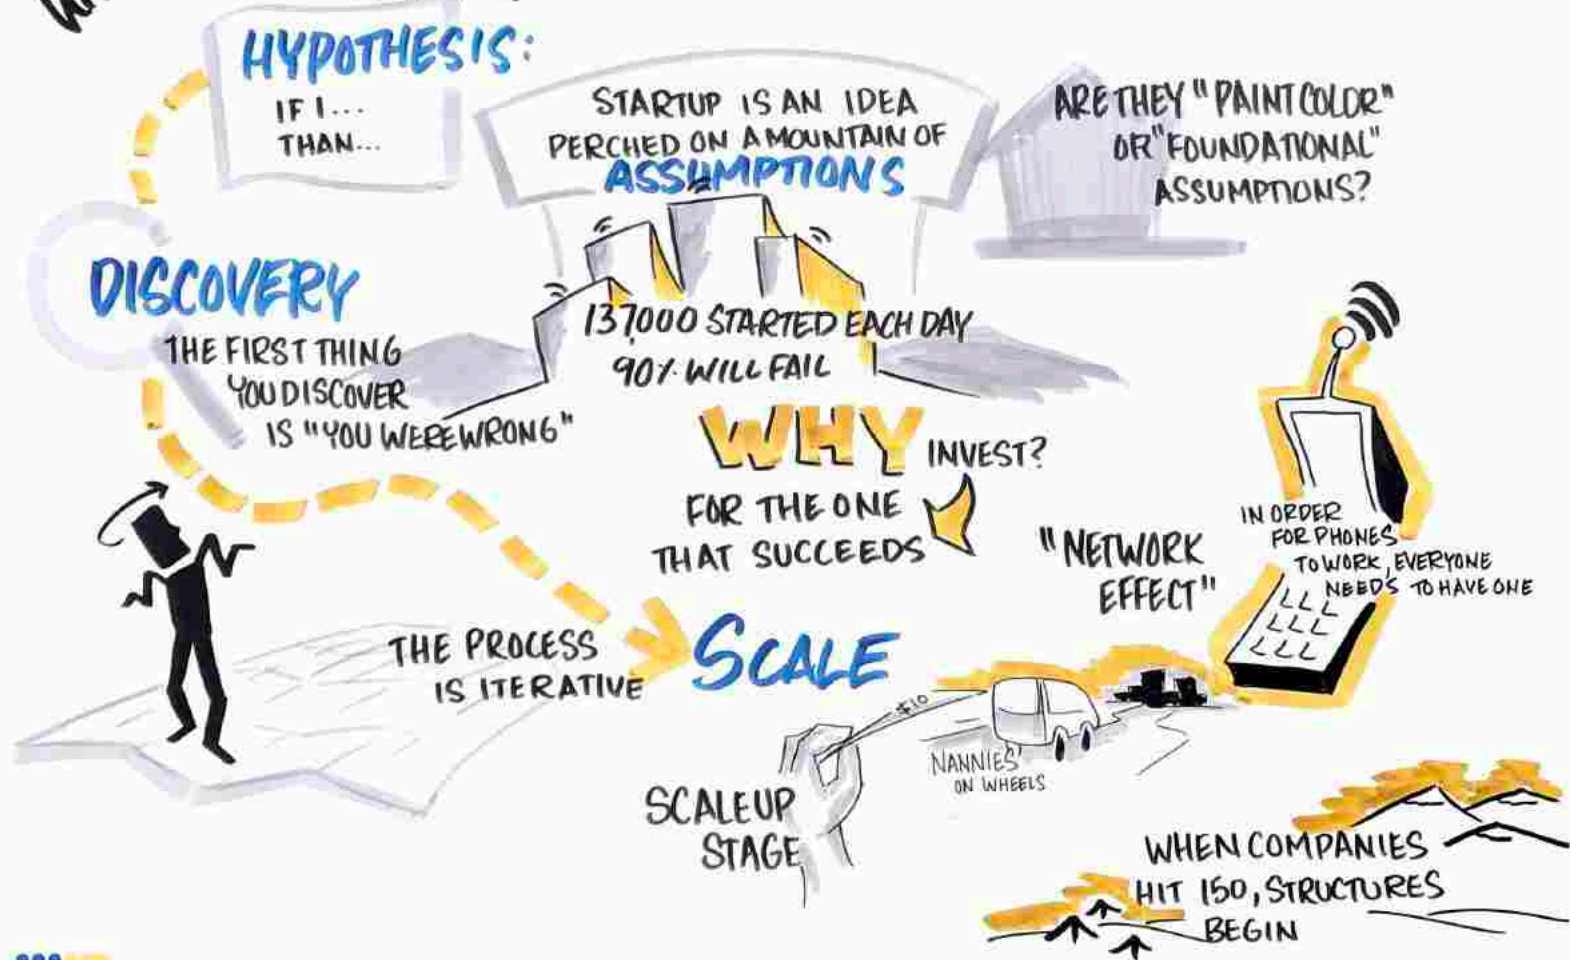 HYPOTHESIS:
IF I...
THAN...
STARTUP IS AN IDEA
PERCHED ON A MOUNTAIN OF
ASSUMPTIONS
ARE THEY "PAINT COLOR"
OR "FOUNDATIONAL"
ASSUMPTIONS?
DISCOVERY
THE FIRST THING
YOU DISCOVER
IS "YOU WERE WRONG"
137,000 STARTED EACH DAY
90% WILL FAIL
WHY INVEST?
FOR THE ONE
THAT SUCCEEDS
"NETWORK
EFFECT"
IN ORDER
FOR PHONES
TO WORK, EVERYONE
NEEDS TO HAVE ONE
THE PROCESS
IS ITERATIVE
SCALE
$10
NANNIES
ON WHEELS
SCALEUP
STAGE
WHEN COMPANIES
HIT 150, STRUCTURES
BEGIN